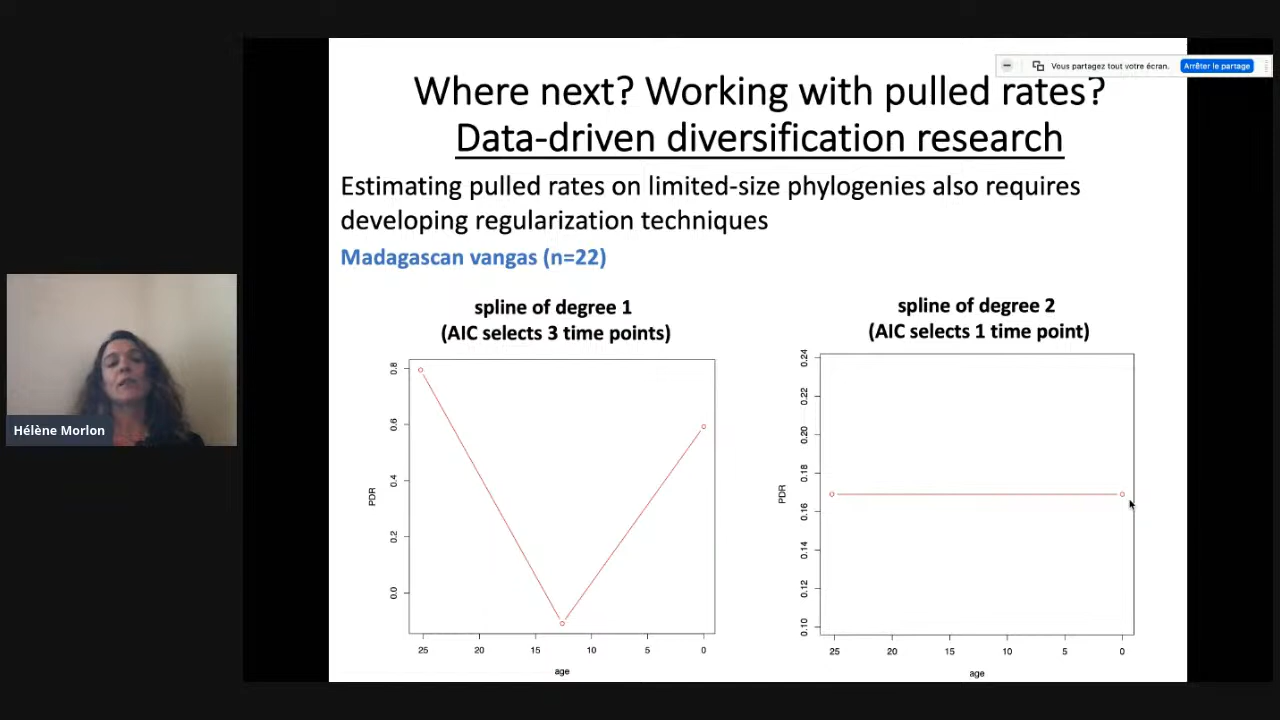 Vous partagez tout votre écran. Arrêter le partage
Where next? Working with pulled rates?
Data-driven diversification research
Estimating pulled rates on limited-size phylogenies also requires
developing regularization techniques
Madagascan vangas (n=22)
spline of degree 1
(AIC selects 3 time points)
0.8
0.6
0.4
0.2
0.0
PDR
25 20 15 10 5 0
age
spline of degree 2
(AIC selects 1 time point)
0.24
0.22
0.20
0.18
0.16
0.14
0.12
0.10
PDR
25 20 15 10 5 0
age
Hélène Morlon